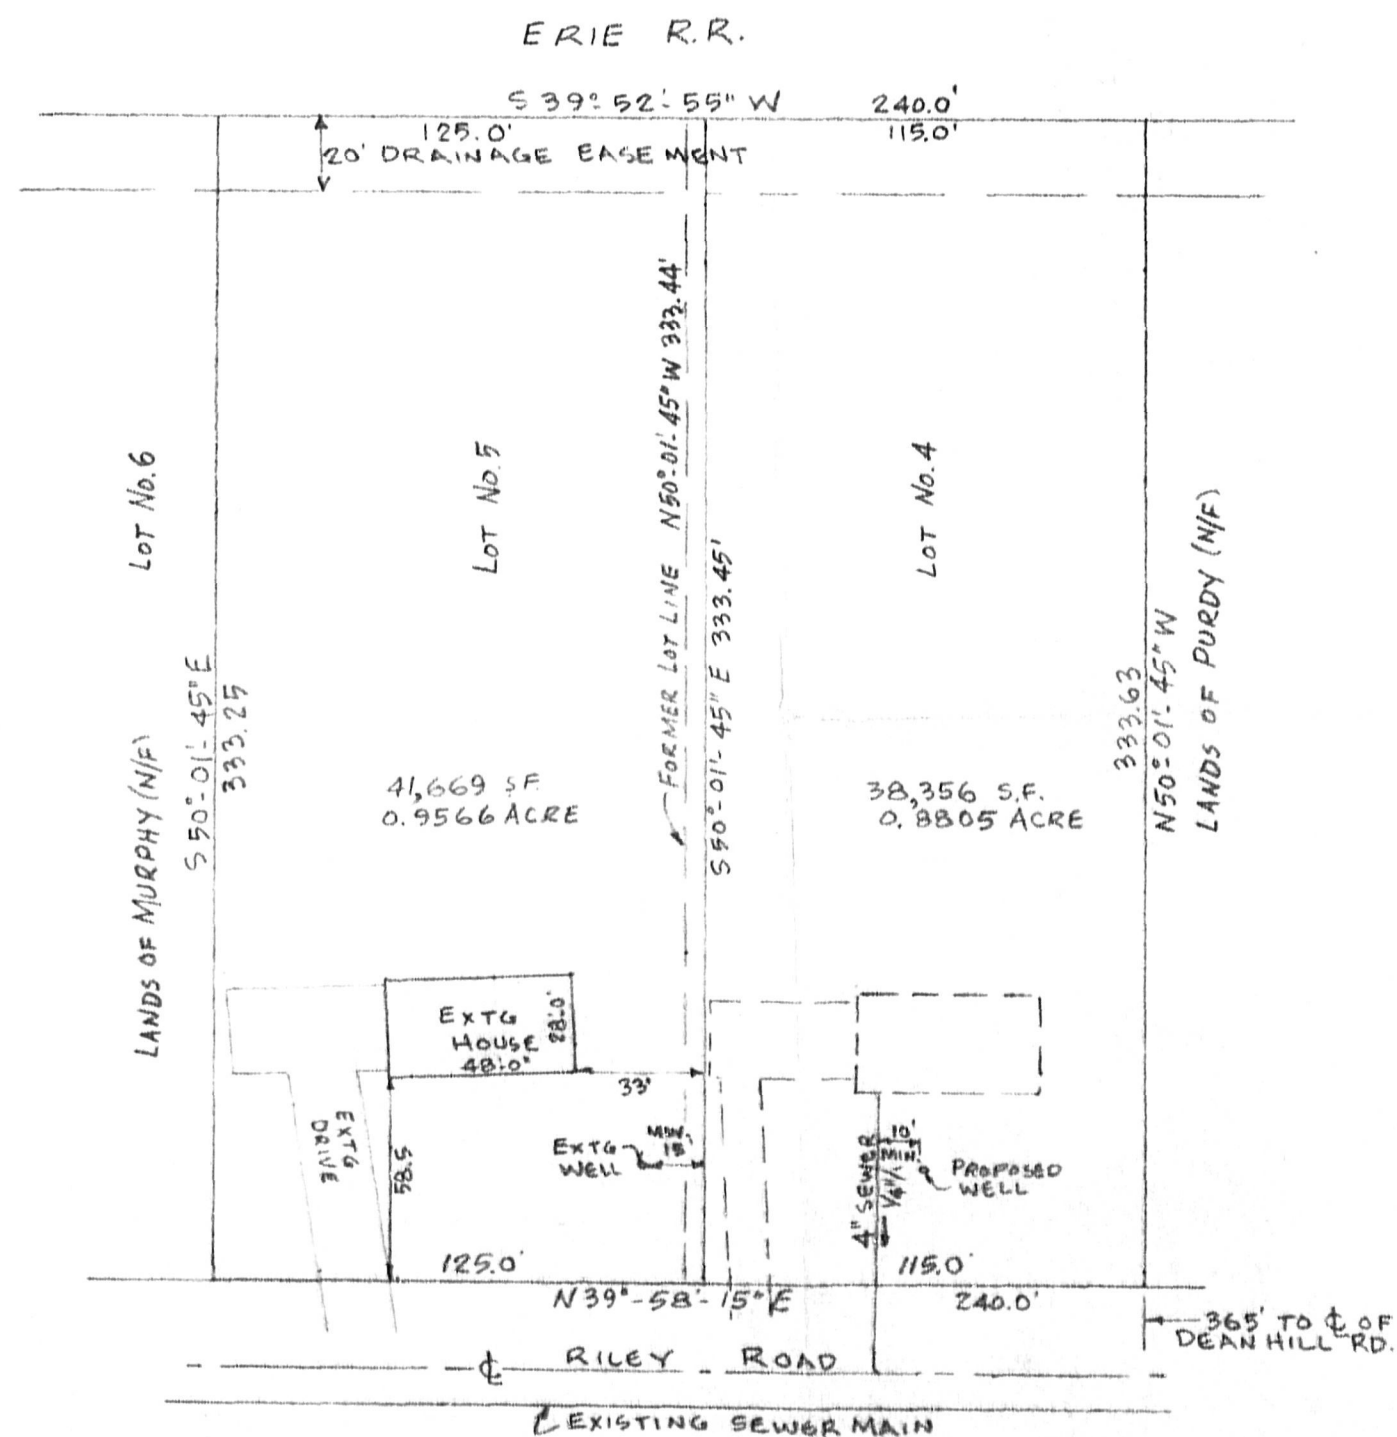 ERIE R.R.
S 39° 52' 55" W 240.0'
125.0' 115.0'
20' DRAINAGE EASEMENT
LOT No.6
LOT No.5
FORMER LOT LINE N50°-01'-45" W 333.44'
S 50°-01'-45" E 333.45'
LOT No.4
LANDS OF MURPHY (N/F)
S 50°-01'-45" E
333.25
333.63
N50°-01'-45" W
LANDS OF PURDY (N/F)
41,669 S.F.
0.9566 ACRE
38,356 S.F.
0.8805 ACRE
EXTG
HOUSE
48'.0"
28'.0'
33'
EXTG
DRIVE
58.5
EXTG
WELL
MIN.
15'
4" SEWER
10'
MIN.
PROPOSED
WELL
125.0' 115.0'
N39°-58'-15" E 240.0'
365' TO ℄ OF
DEAN HILL RD.
℄ RILEY ROAD
EXISTING SEWER MAIN